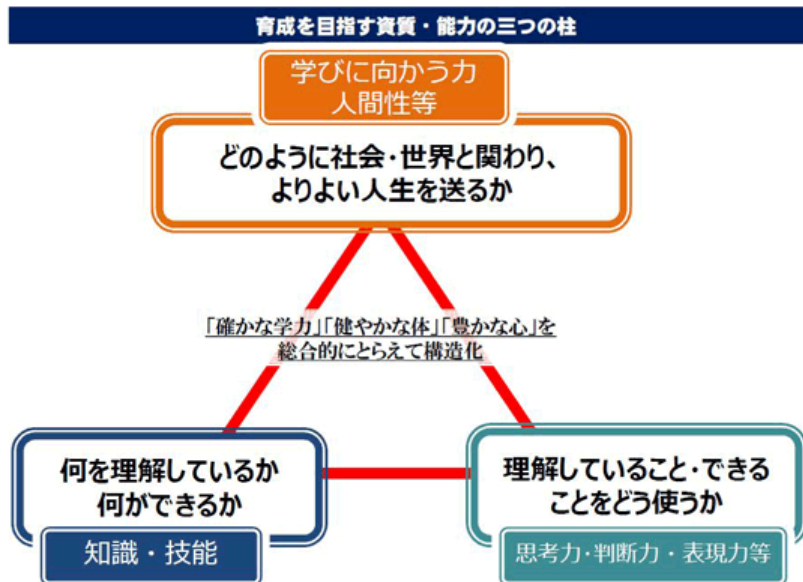 育成を目指す資質・能力の三つの柱
学びに向かう力
人間性等
どのように社会・世界と関わり、
よりよい人生を送るか
「確かな学力」「健やかな体」「豊かな心」を
総合的にとらえて構造化
何を理解しているか
何ができるか
知識・技能
理解していること・できる
ことをどう使うか
思考力・判断力・表現力等